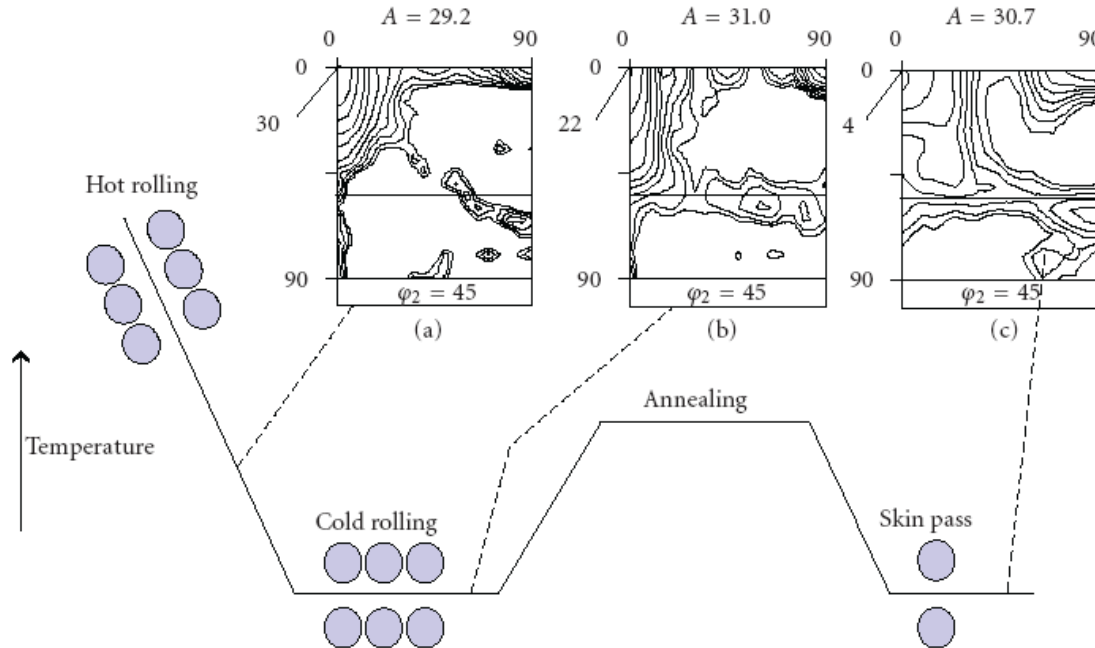 A = 29.2
0 90
0
30
90
φ₂ = 45
(a)
A = 31.0
0 90
0
22
90
φ₂ = 45
(b)
A = 30.7
0 90
0
4
90
φ₂ = 45
(c)
Hot rolling
Temperature
Cold rolling
Annealing
Skin pass